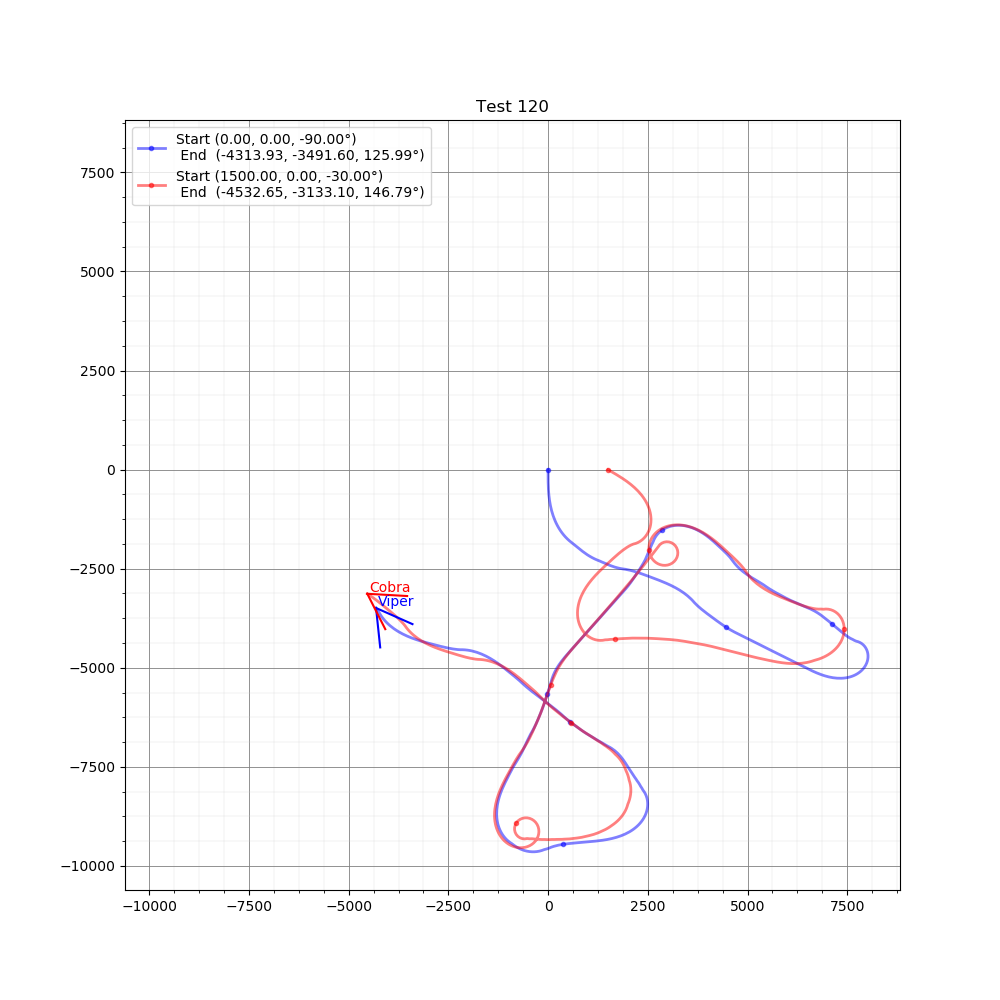 Test 120
Start (0.00, 0.00, -90.00°)
End (-4313.93, -3491.60, 125.99°)
Start (1500.00, 0.00, -30.00°)
End (-4532.65, -3133.10, 146.79°)
7500
5000
2500
0
−2500
−5000
−7500
−10000
Cobra
Viper
−10000 −7500 −5000 −2500 0 2500 5000 7500